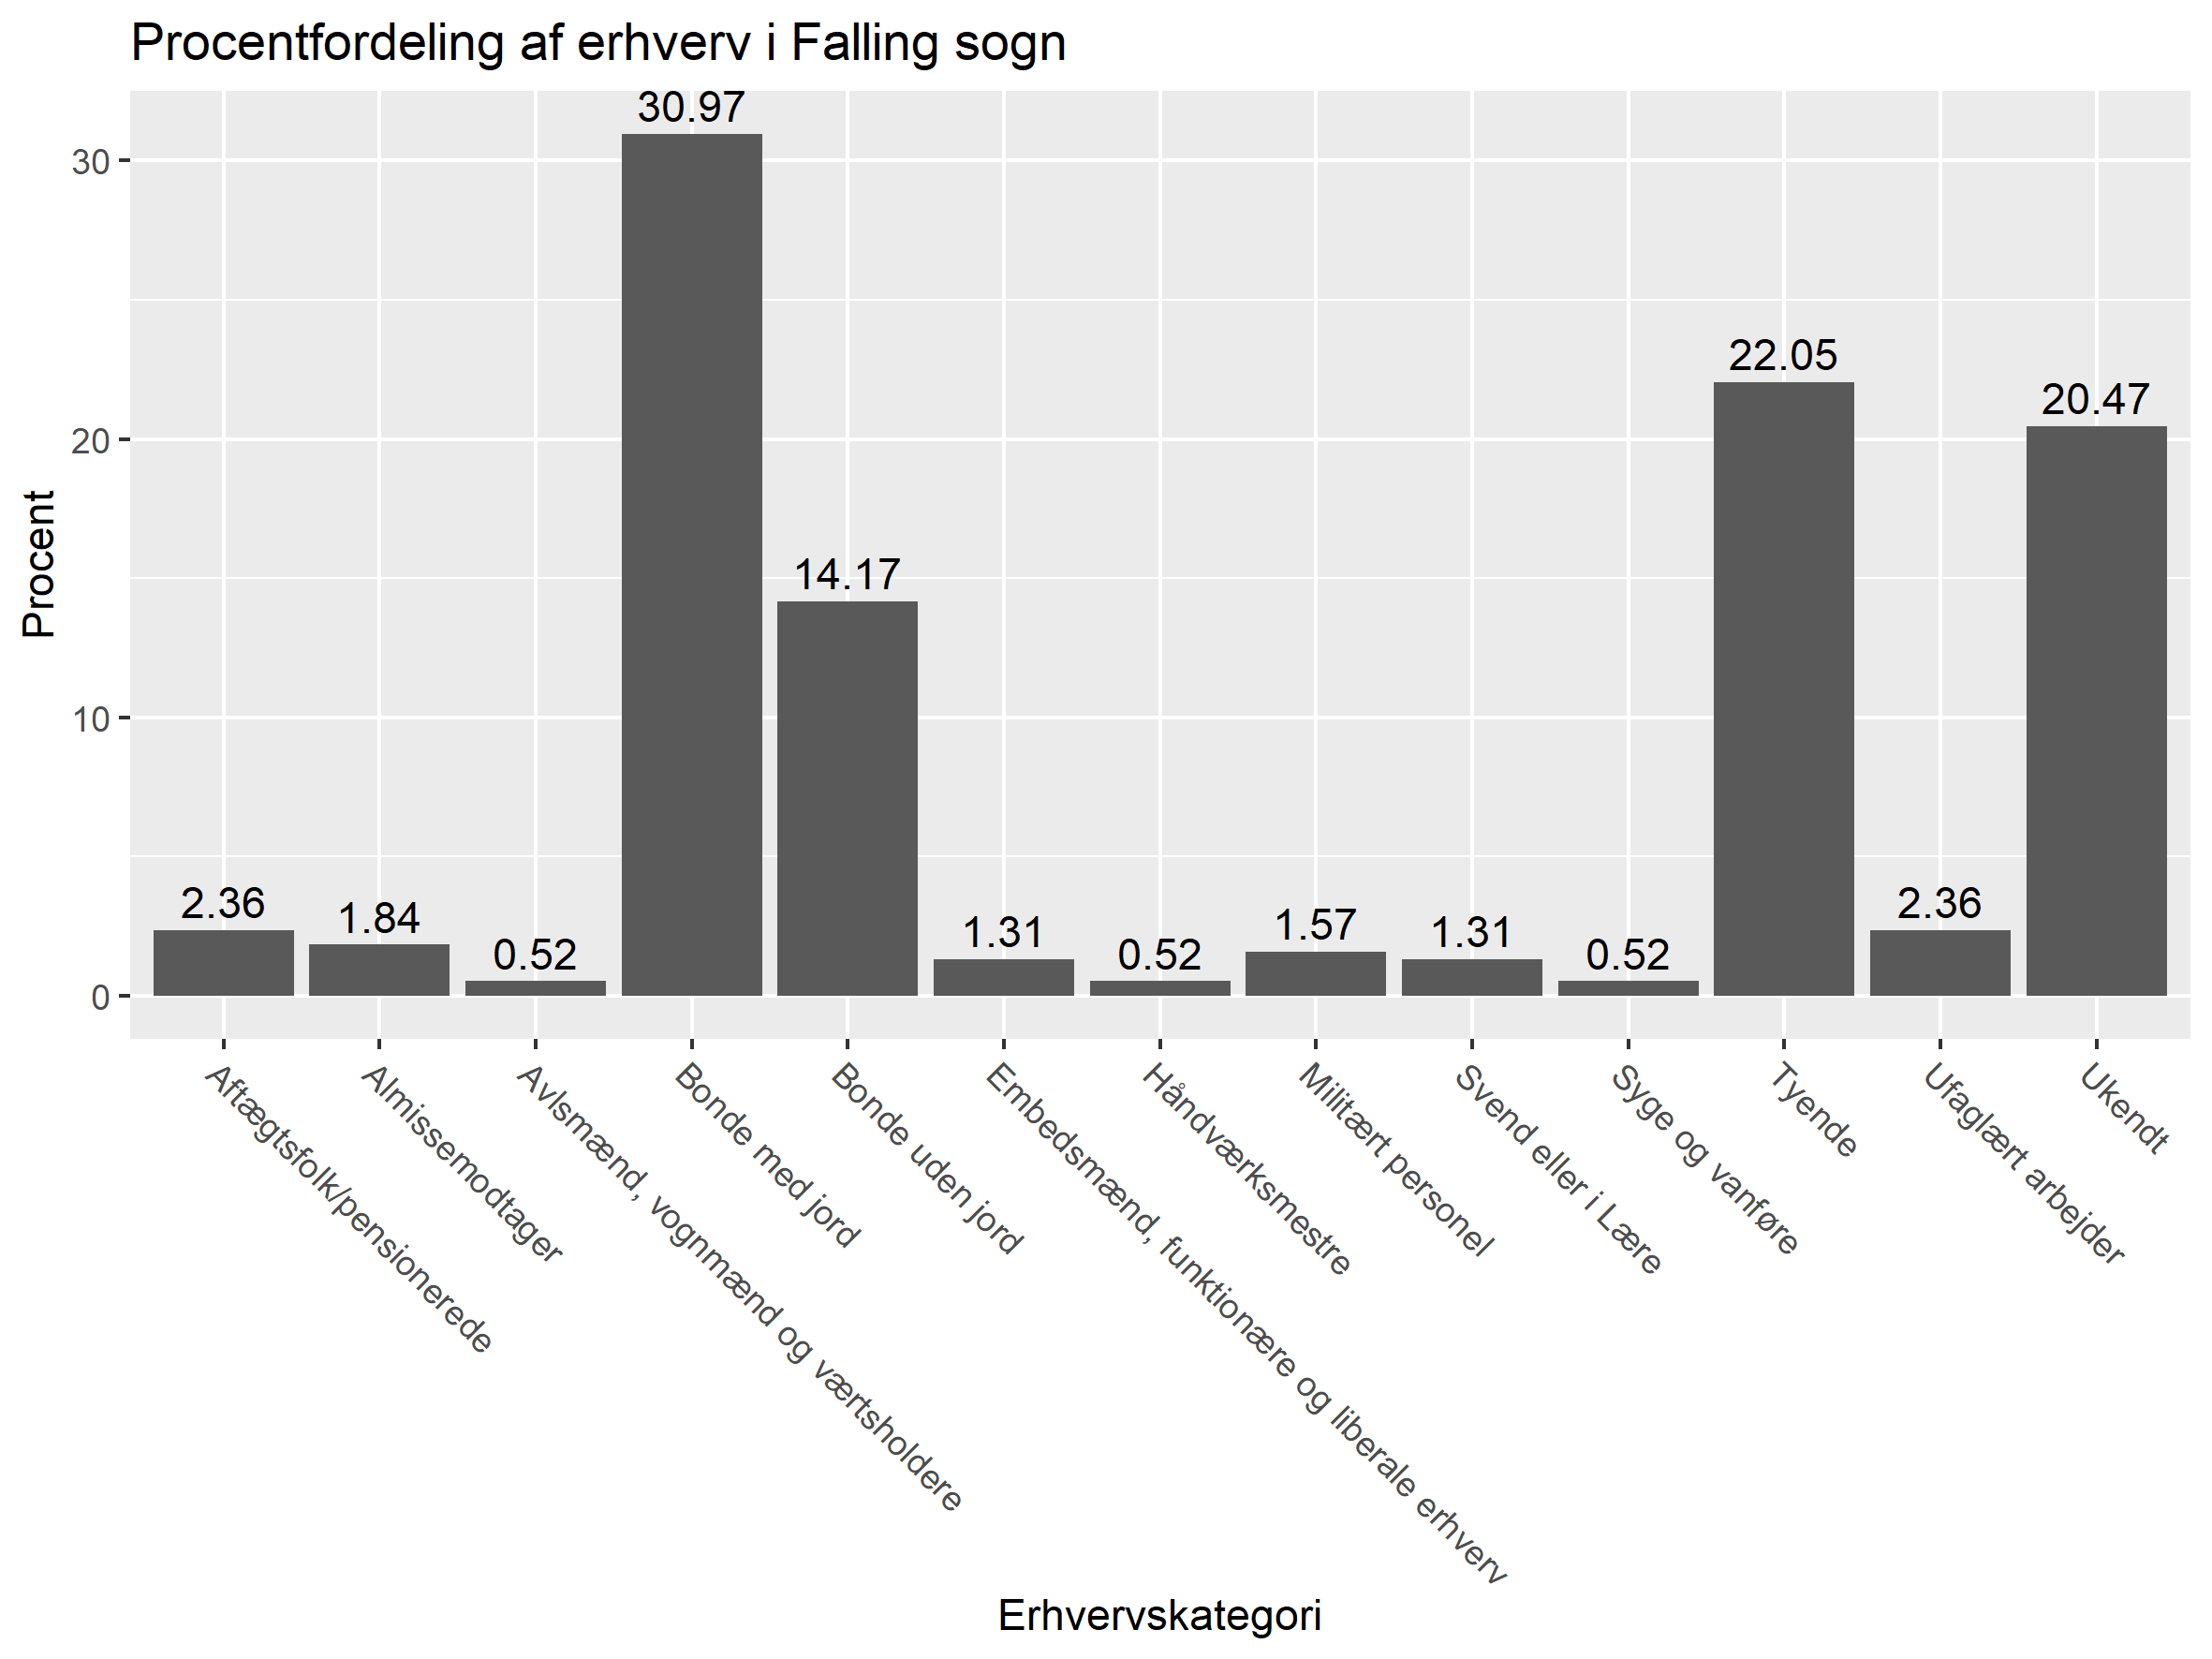 Procentfordeling af erhverv i Falling sogn
Procent
30
20
10
0
2.36
1.84
0.52
30.97
14.17
1.31
0.52
1.57
1.31
0.52
22.05
2.36
20.47
Aftægtsfolk/pensionerede
Almissemodtager
Avlsmænd, vognmænd og værtsholdere
Bonde med jord
Bonde uden jord
Embedsmænd, funktionære og liberale erhverv
Håndværksmestre
Militært personel
Svend eller i Lære
Syge og vanføre
Tyende
Ufaglært arbejder
Ukendt
Erhvervskategori